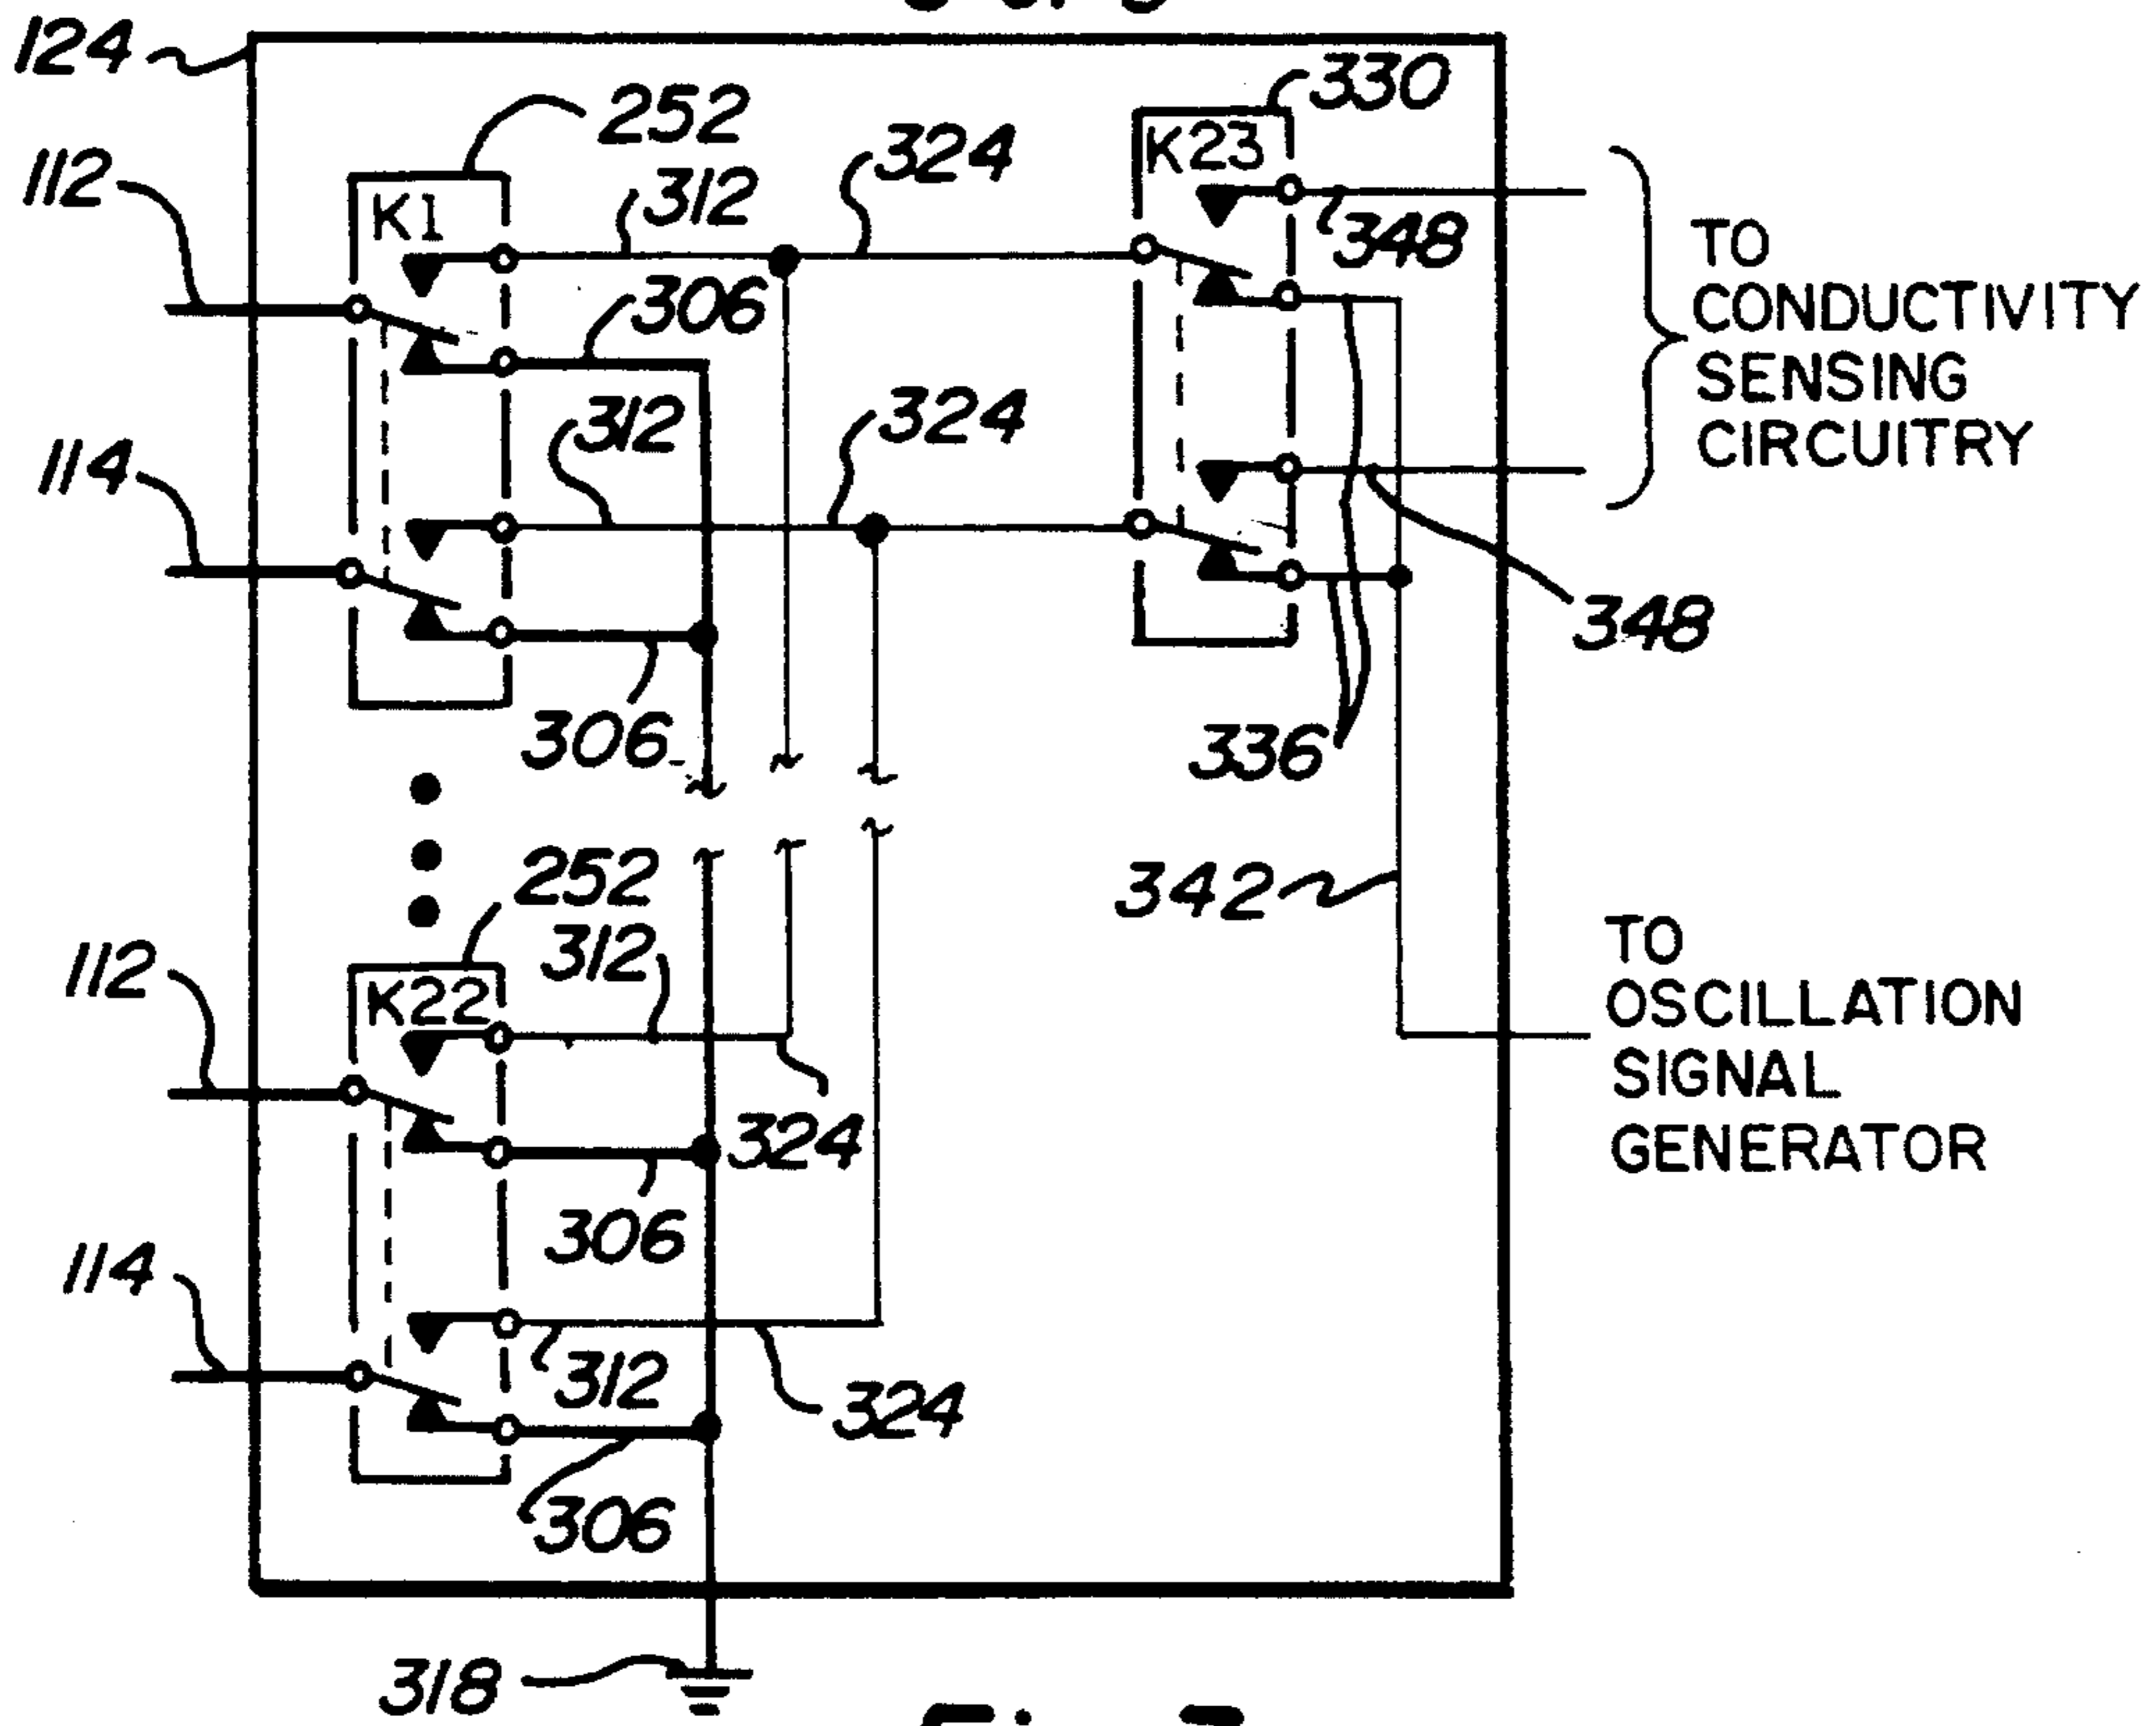 124
252
330
112
K1
312
324
K23
348
TO
CONDUCTIVITY
SENSING
CIRCUITRY
306
312
324
114
348
306
336
252
342
112
312
K22
TO
OSCILLATION
SIGNAL
GENERATOR
324
306
114
312
324
306
318